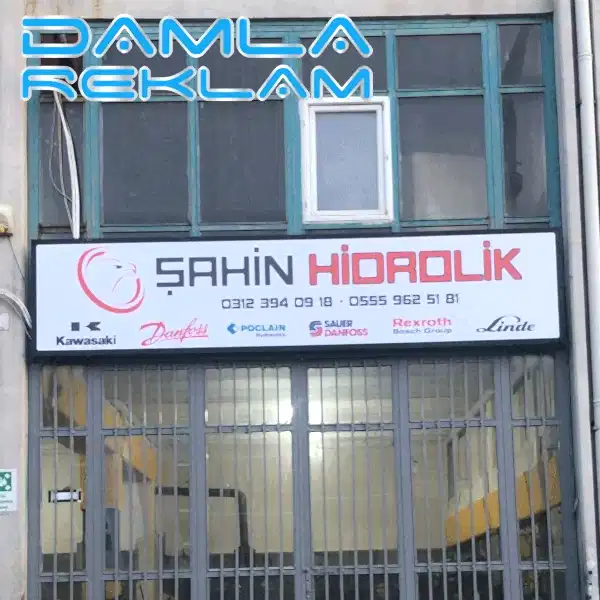 DAMLA
REKLAM
ŞAHİN HİDROLİK
0312 394 09 18 - 0555 962 51 81
K
Kawasaki
Danfoss
POCLAIN
Hydraulics
SAUER
DANFOSS
Rexroth
Bosch Group
Linde